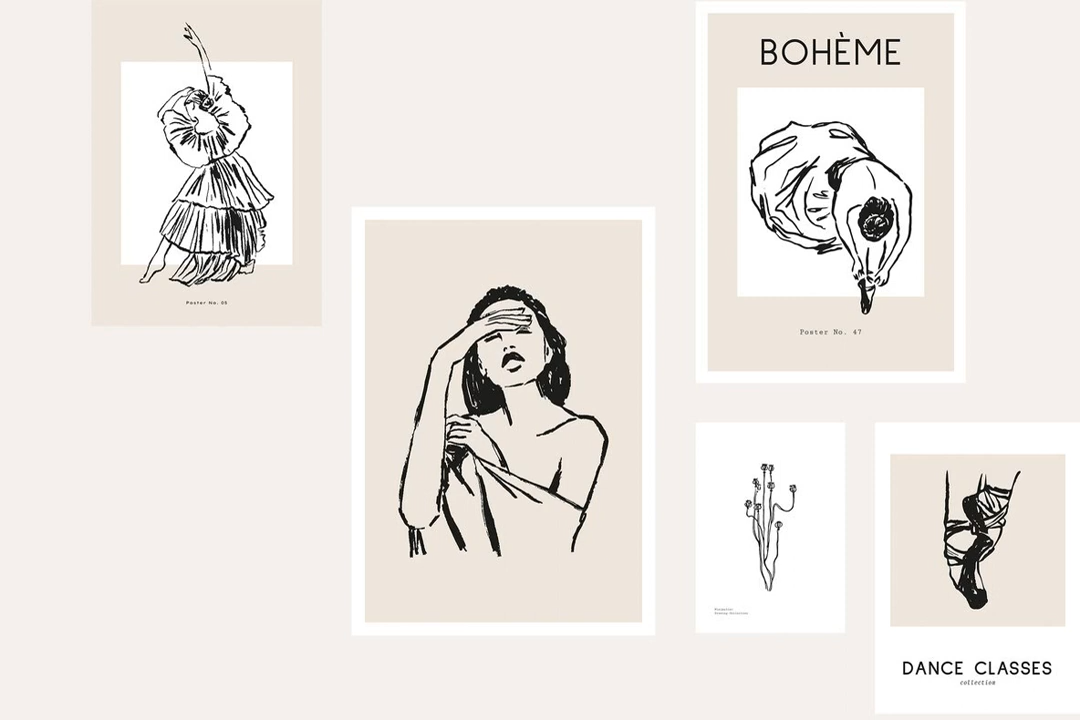 Poster No. 05
BOHÈME
Poster No. 47
DANCE CLASSES
collection